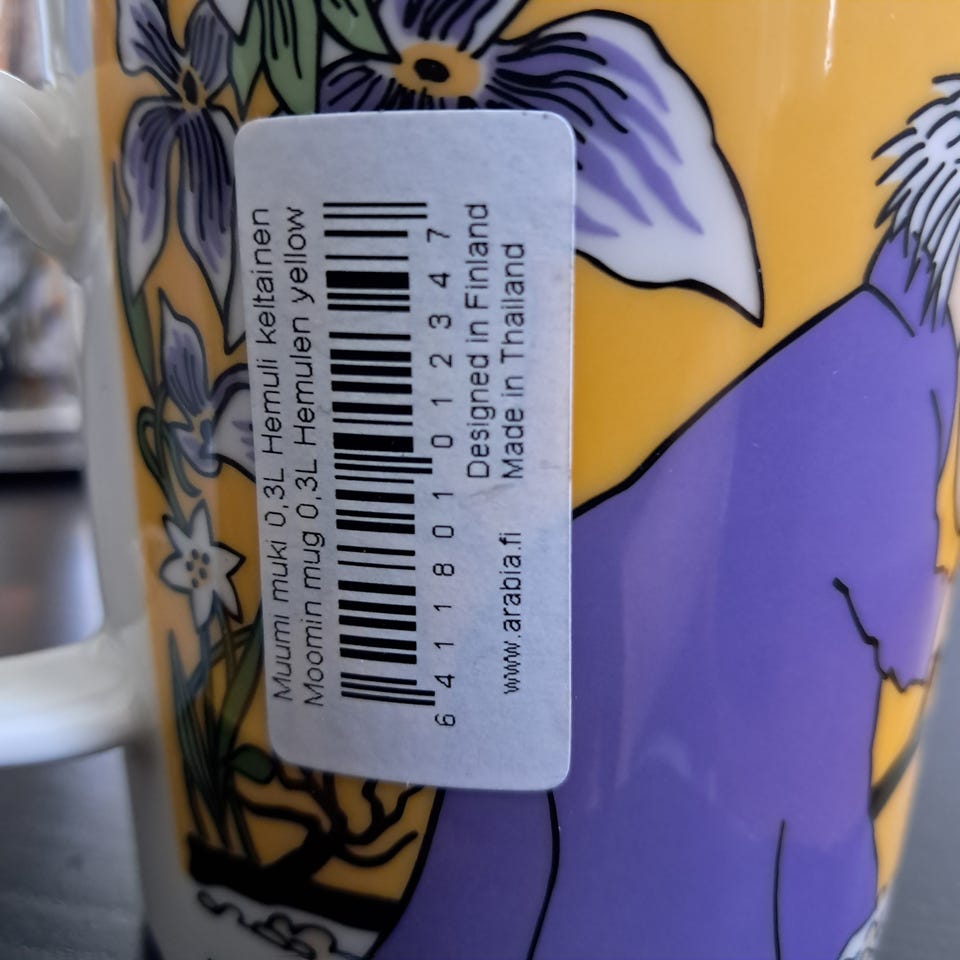 Muumi muki 0,3L Hemuli keltainen
Moomin mug 0,3L Hemulen yellow
6 411801 012347
Designed in Finland
www.arabia.fi Made in Thailand